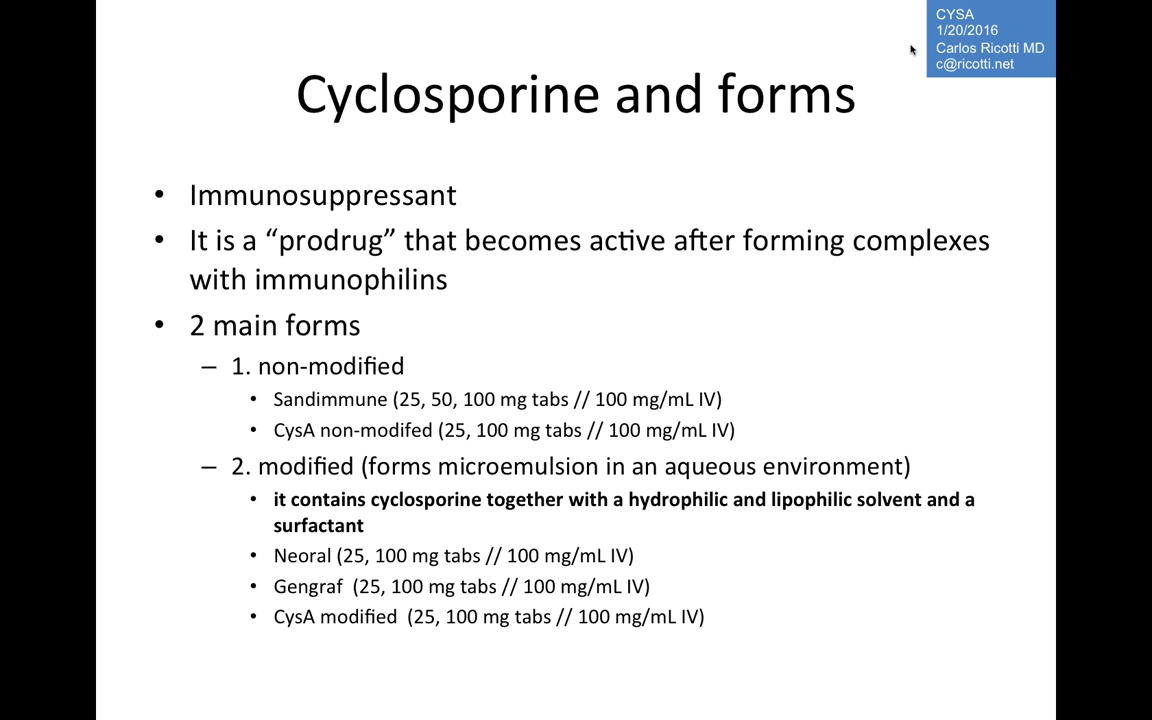 CYSA
1/20/2016
Carlos Ricotti MD
c@ricotti.net
Cyclosporine and forms
• Immunosuppressant
• It is a “prodrug” that becomes active after forming complexes
with immunophilins
• 2 main forms
– 1. non-modified
• Sandimmune (25, 50, 100 mg tabs // 100 mg/mL IV)
• CysA non-modifed (25, 100 mg tabs // 100 mg/mL IV)
– 2. modified (forms microemulsion in an aqueous environment)
• it contains cyclosporine together with a hydrophilic and lipophilic solvent and a
surfactant
• Neoral (25, 100 mg tabs // 100 mg/mL IV)
• Gengraf (25, 100 mg tabs // 100 mg/mL IV)
• CysA modified (25, 100 mg tabs // 100 mg/mL IV)